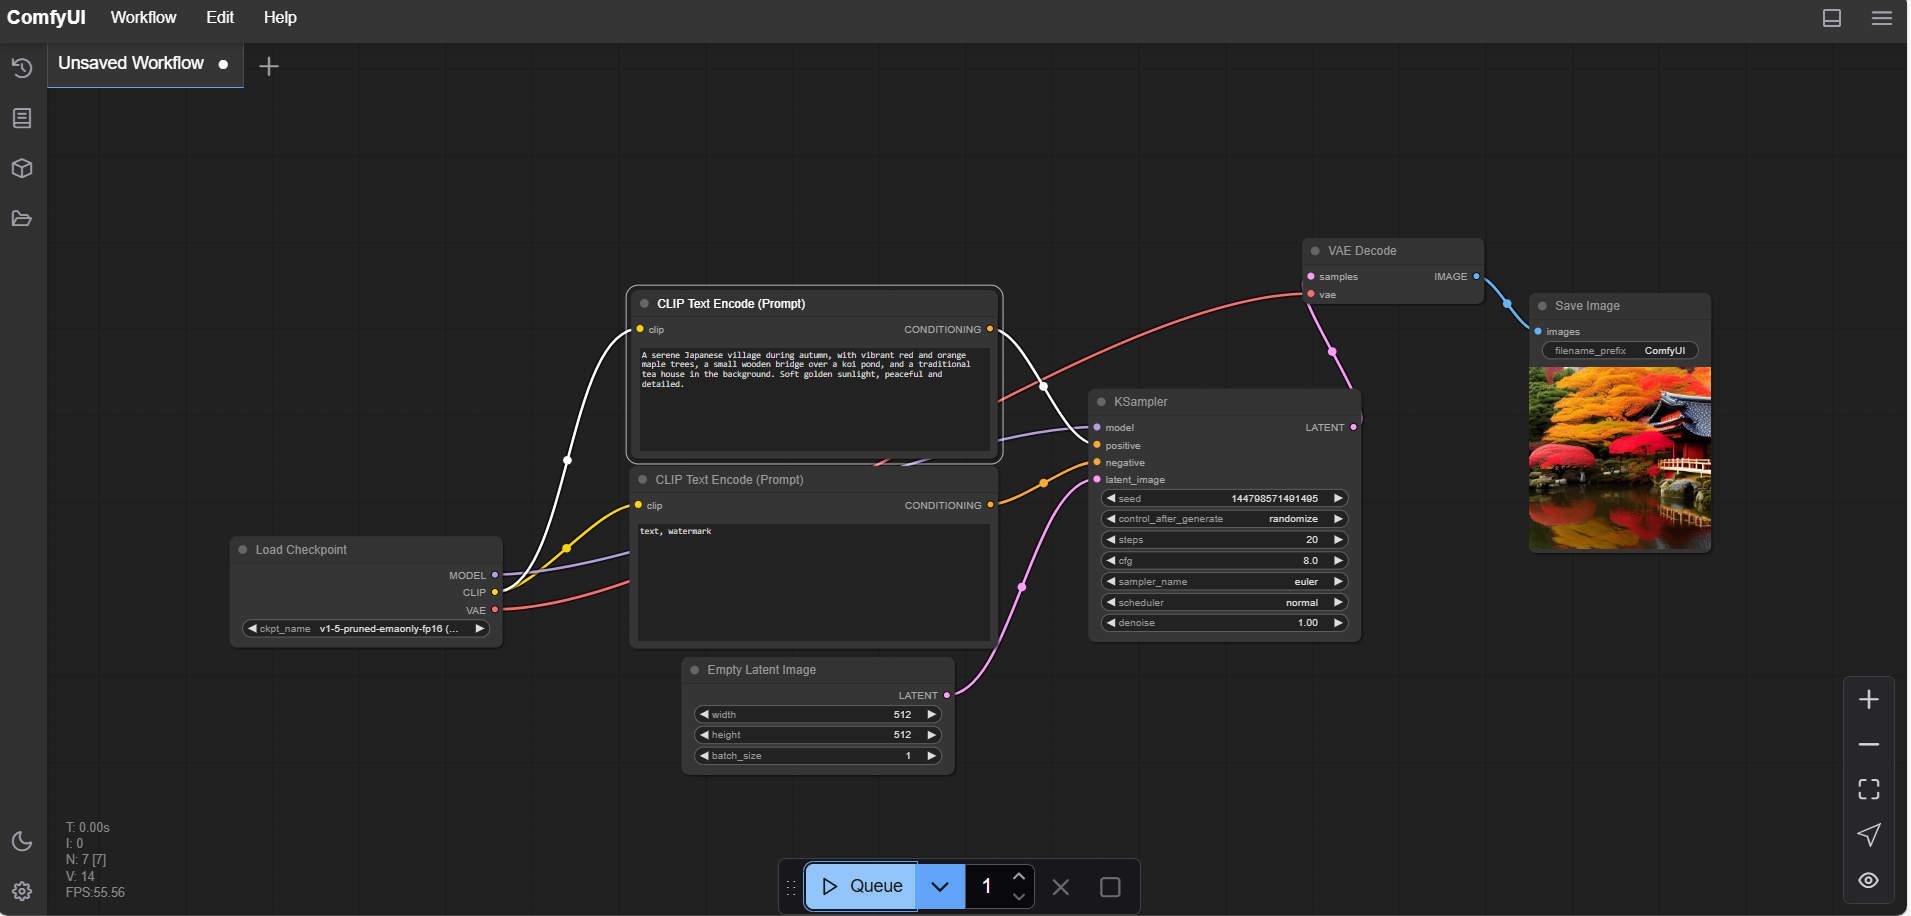 ComfyUI Workflow Edit Help
Unsaved Workflow
VAE Decode
samples IMAGE
vae
CLIP Text Encode (Prompt)
clip CONDITIONING
A serene Japanese village during autumn, with vibrant red and orange
maple trees, a small wooden bridge over a koi pond, and a traditional
tea house in the background. Soft golden sunlight, peaceful and
detailed.
Save Image
images
filename_prefix ComfyUI
KSampler
model LATENT
positive
negative
latent_image
seed 144798571491495
control_after_generate randomize
steps 20
cfg 8.0
sampler_name euler
scheduler normal
denoise 1.00
CLIP Text Encode (Prompt)
clip CONDITIONING
text, watermark
Load Checkpoint
MODEL
CLIP
VAE
ckpt_name v1-5-pruned-emaonly-fp16 (...
Empty Latent Image
LATENT
width 512
height 512
batch_size 1
T: 0.00s
I: 0
N: 7 [7]
V: 14
FPS:55.56
Queue 1